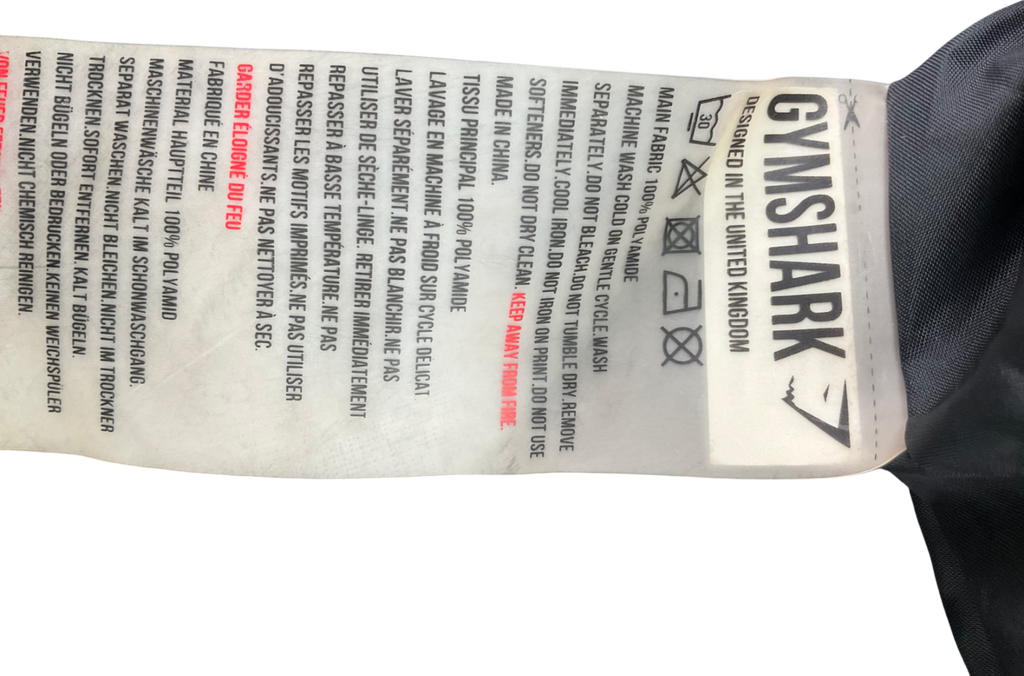 GYMSHARK
DESIGNED IN THE UNITED KINGDOM
30
MAIN FABRIC 100% POLYAMIDE
MACHINE WASH COLD ON GENTLE CYCLE.WASH
SEPARATELY.DO NOT BLEACH.DO NOT TUMBLE DRY.REMOVE
IMMEDIATELY.COOL IRON.DO NOT IRON ON PRINT.DO NOT USE
SOFTENERS.DO NOT DRY CLEAN. KEEP AWAY FROM FIRE.
MADE IN CHINA.
TISSU PRINCIPAL 100% POLYAMIDE
LAVAGE EN MACHINE À FROID SUR CYCLE DÉLICAT
LAVER SÉPARÉMENT.NE PAS BLANCHIR.NE PAS
UTILISER DE SÈCHE-LINGE. RETIRER IMMÉDIATEMENT
REPASSER À BASSE TEMPÉRATURE.NE PAS
REPASSER LES MOTIFS IMPRIMÉS.NE PAS UTILISER
D'ADOUCISSANTS.NE PAS NETTOYER À SEC.
GARDER ÉLOIGNÉ DU FEU
FABRIQUÉ EN CHINE
MATERIAL HAUPTTEIL 100% POLYAMID
MASCHINENWÄSCHE KALT IM SCHONWASCHGANG.
SEPARAT WASCHEN.NICHT BLEICHEN.NICHT IM TROCKNER
TROCKNEN.SOFORT ENTFERNEN. KALT BÜGELN.
NICHT BÜGELN ODER BEDRUCKEN.KEINEN WEICHSPÜLER
VERWENDEN.NICHT CHEMISCH REINIGEN.